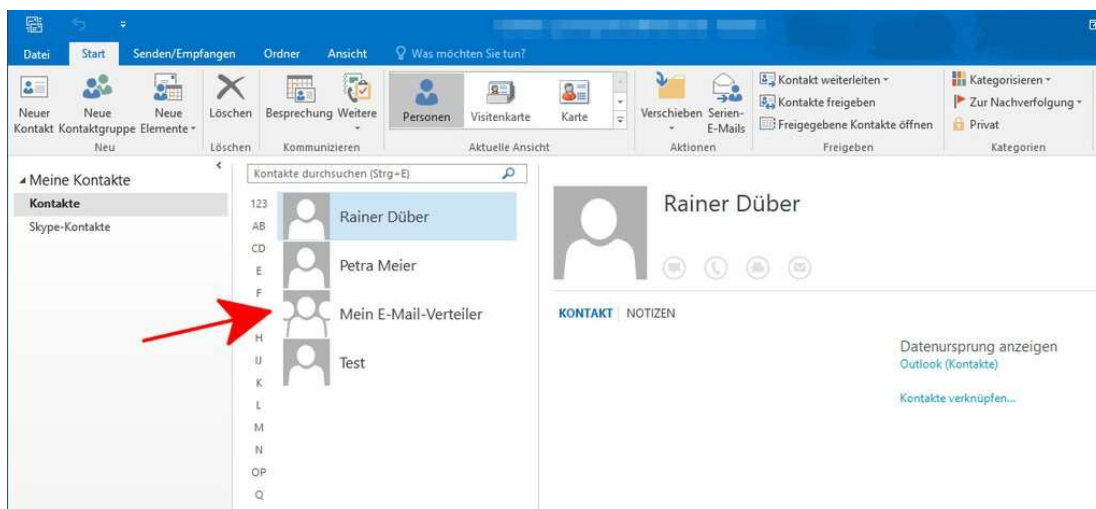 Datei Start Senden/Empfangen Ordner Ansicht Was möchten Sie tun?
Neuer Kontakt
Neue Kontaktgruppe
Neue Elemente
Löschen
Besprechung
Weitere
Personen
Visitenkarte
Karte
Verschieben
Serien-E-Mails
Kontakt weiterleiten
Kontakte freigeben
Freigegebene Kontakte öffnen
Kategorisieren
Zur Nachverfolgung
Privat
Neu
Löschen
Kommunizieren
Aktuelle Ansicht
Aktionen
Freigeben
Kategorien
Meine Kontakte
Kontakte
Skype-Kontakte
Kontakte durchsuchen (Strg+E)
123
AB
CD
E
F
H
IJ
K
L
M
N
OP
Q
Rainer Düber
Petra Meier
Mein E-Mail-Verteiler
Test
Rainer Düber
KONTAKT NOTIZEN
Datenursprung anzeigen
Outlook (Kontakte)
Kontakte verknüpfen...